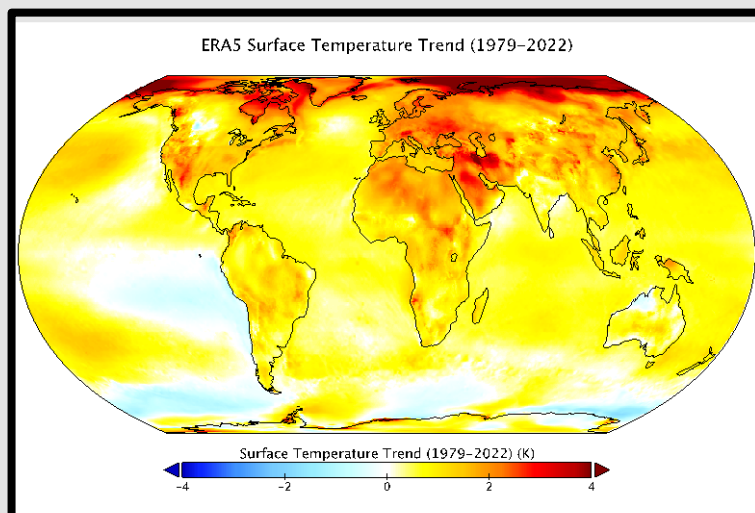 ERA5 Surface Temperature Trend (1979-2022)
Surface Temperature Trend (1979-2022) (K)
-4 -2 0 2 4